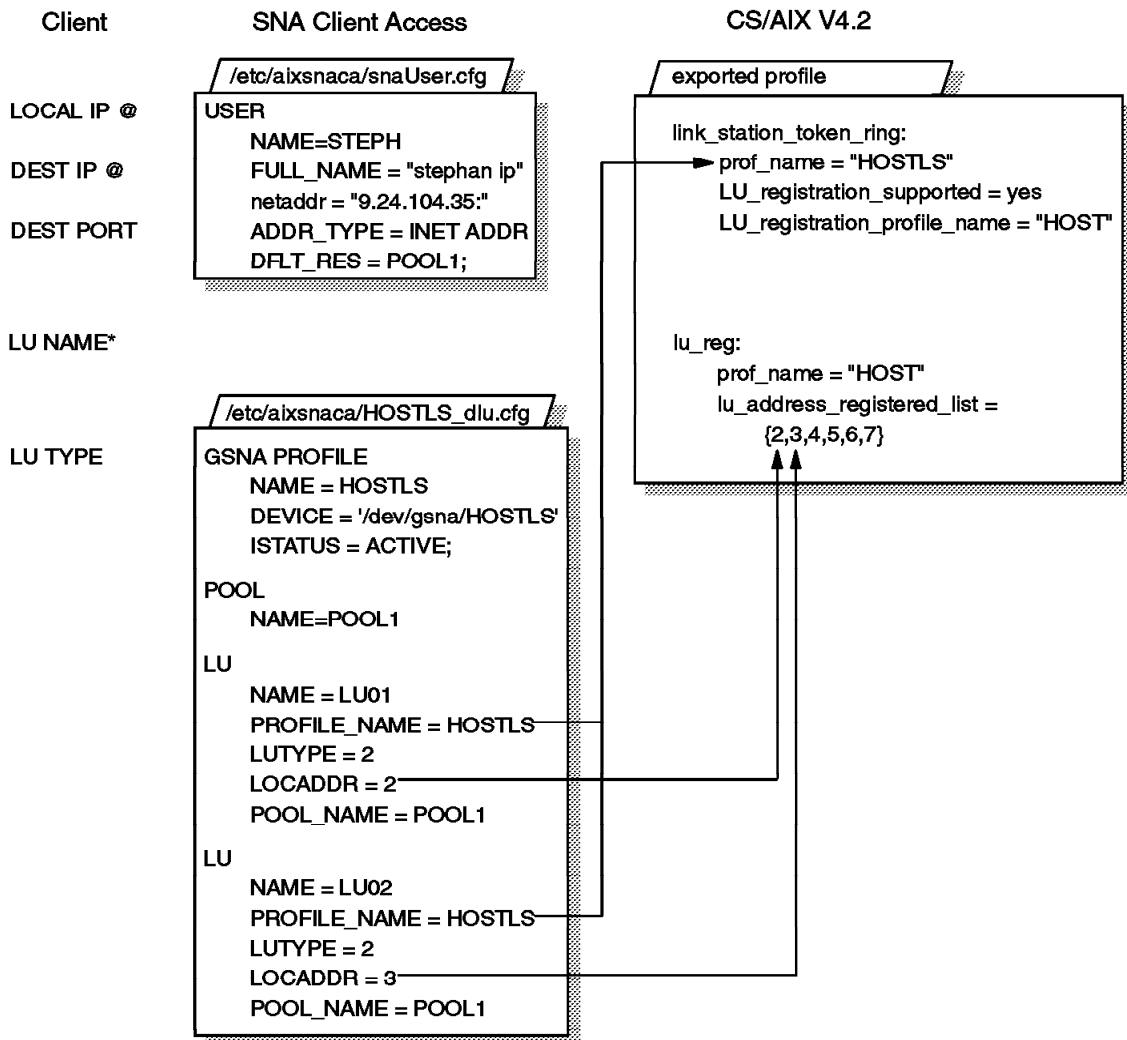 Client
SNA Client Access
CS/AIX V4.2
LOCAL IP @
DEST IP @
DEST PORT
LU NAME*
LU TYPE
/etc/aixsnaca/snaUser.cfg
USER
NAME=STEPH
FULL_NAME = "stephan ip"
netaddr = "9.24.104.35:"
ADDR_TYPE = INET ADDR
DFLT_RES = POOL1;
/etc/aixsnaca/HOSTLS_dlu.cfg
GSNA PROFILE
NAME = HOSTLS
DEVICE = '/dev/gsna/HOSTLS'
ISTATUS = ACTIVE;
POOL
NAME=POOL1
LU
NAME = LU01
PROFILE_NAME = HOSTLS
LUTYPE = 2
LOCADDR = 2
POOL_NAME = POOL1
LU
NAME = LU02
PROFILE_NAME = HOSTLS
LUTYPE = 2
LOCADDR = 3
POOL_NAME = POOL1
exported profile
link_station_token_ring:
prof_name = "HOSTLS"
LU_registration_supported = yes
LU_registration_profile_name = "HOST"
lu_reg:
prof_name = "HOST"
lu_address_registered_list =
{2,3,4,5,6,7}